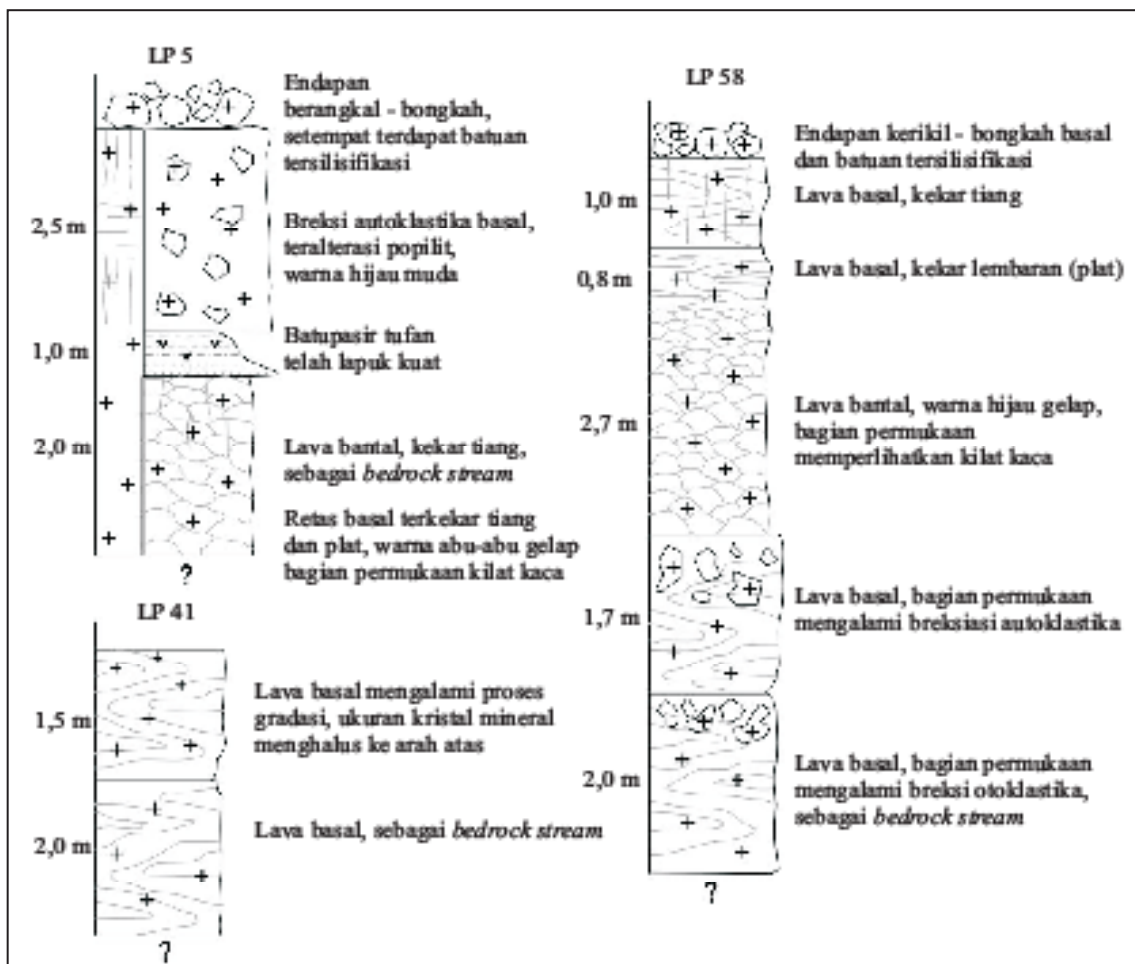 LP 5
Endapan
berangkal - bongkah,
setempat terdapat batuan
tersilisifikasi
2,5 m
Breksi autoklastika basal,
teralterasi popilit,
warna hijau muda
1,0 m
Batupasir tufan
telah lapuk kuat
2,0 m
Lava bantal, kekar tiang,
sebagai bedrock stream
Retas basal terkekar tiang
dan plat, warna abu-abu gelap
bagian permukaan kilat kaca
?
LP 41
1,5 m
Lava basal mengalami proses
gradasi, ukuran kristal mineral
menghalus ke arah atas
2,0 m
Lava basal, sebagai bedrock stream
?
LP 58
Endapan kerikil - bongkah basal
dan batuan tersilisifikasi
1,0 m
Lava basal, kekar tiang
0,8 m
Lava basal, kekar lembaran (plat)
2,7 m
Lava bantal, warna hijau gelap,
bagian permukaan
memperlihatkan kilat kaca
1,7 m
Lava basal, bagian permukaan
mengalami breksiasi autoklastika
2,0 m
Lava basal, bagian permukaan
mengalami breksi otoklastika,
sebagai bedrock stream
?